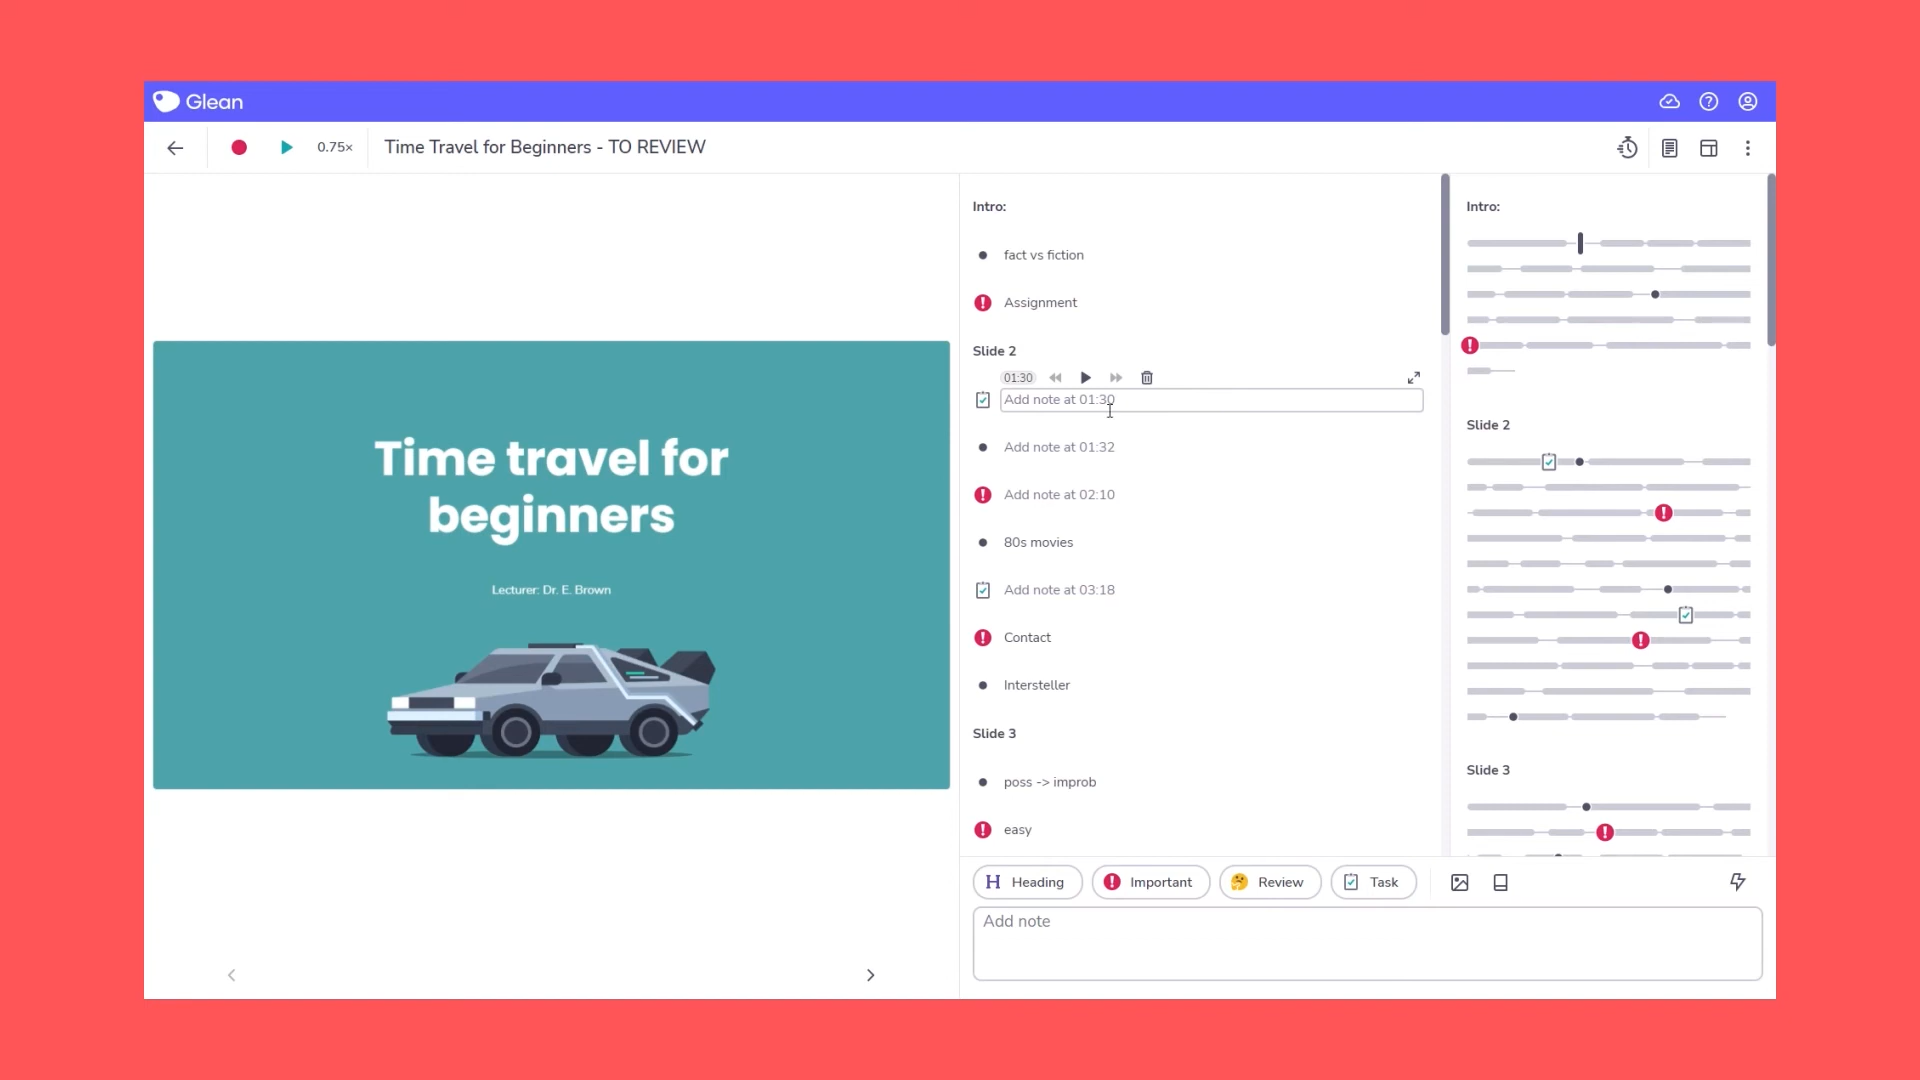 Glean
0.75×
Time Travel for Beginners - TO REVIEW
Time travel for
beginners
Lecturer: Dr. E. Brown
Intro:
fact vs fiction
Assignment
Slide 2
01:30
Add note at 01:30
Add note at 01:32
Add note at 02:10
80s movies
Add note at 03:18
Contact
Intersteller
Slide 3
poss -> improb
easy
Intro:
Slide 2
Slide 3
H Heading
Important
Review
Task
Add note